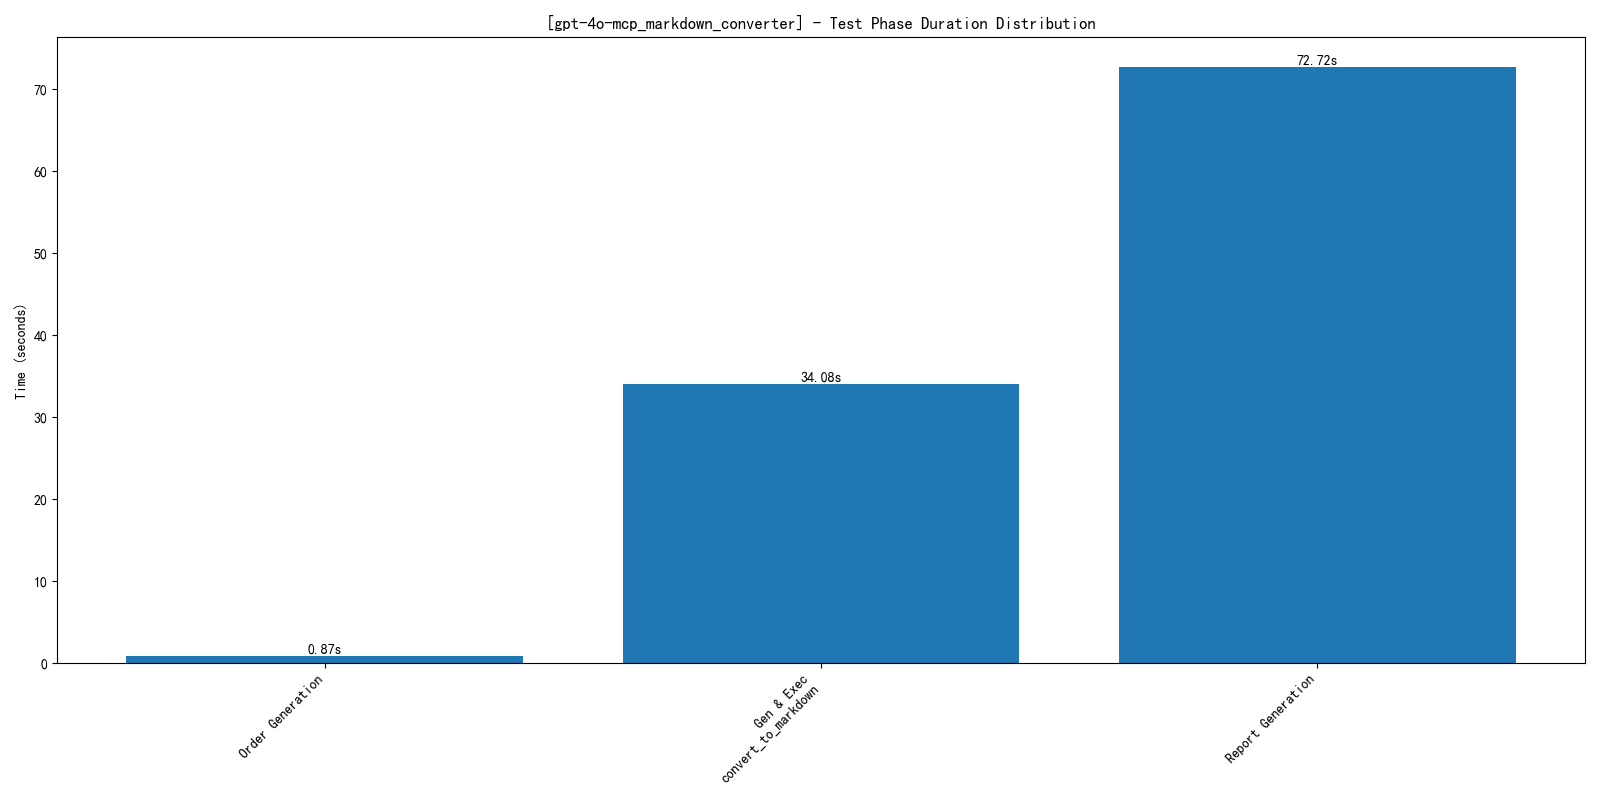 [gpt-4o-mcp_markdown_converter] - Test Phase Duration Distribution
Time (seconds)
70
60
50
40
30
20
10
0
0.87s
34.08s
72.72s
Order Generation
Gen & Exec
convert_to_markdown
Report Generation